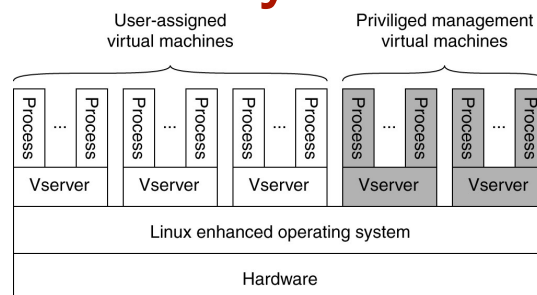 y
User-assigned
virtual machines
Priviliged management
virtual machines
Process ... Process Process ... Process Process ... Process Process ... Process Process ... Process
Vserver Vserver Vserver Vserver Vserver
Linux enhanced operating system
Hardware